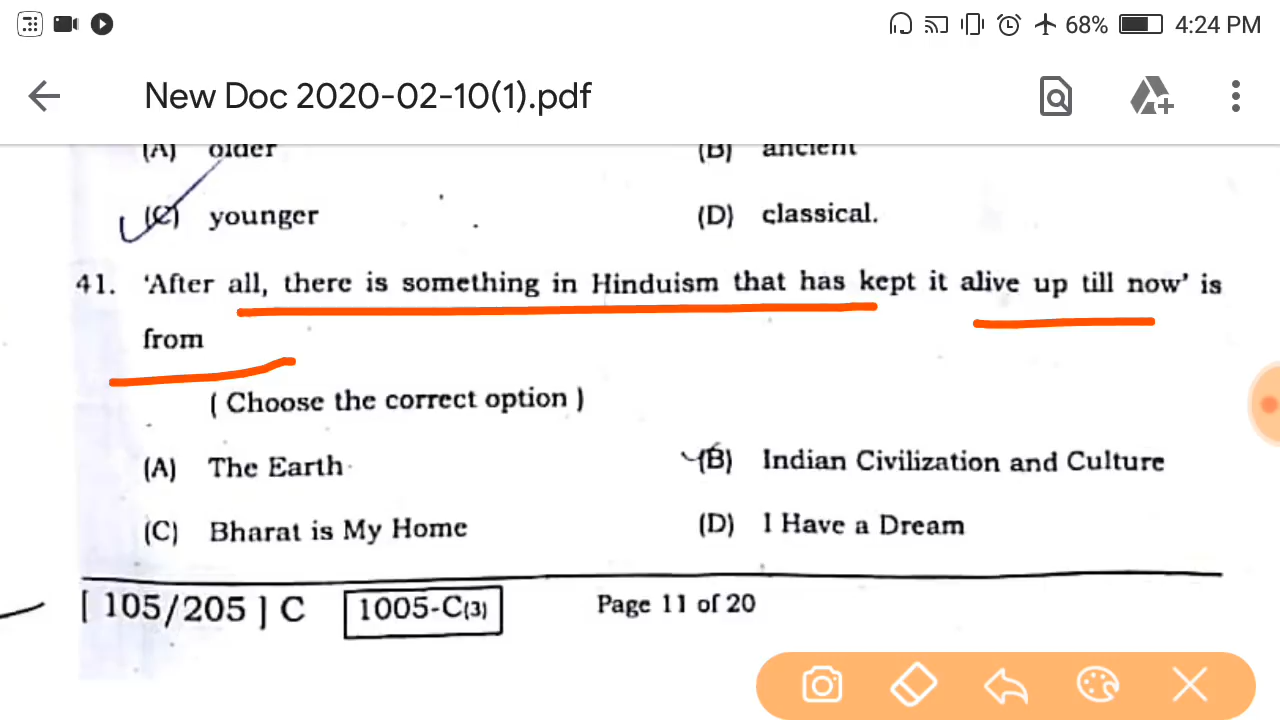 68% 4:24 PM
New Doc 2020-02-10(1).pdf
(A) older (B) ancient
(C) younger (D) classical.
41. 'After all, there is something in Hinduism that has kept it alive up till now' is
from
( Choose the correct option )
(A) The Earth (B) Indian Civilization and Culture
(C) Bharat is My Home (D) I Have a Dream
[ 105/205 ] C 1005-C(3) Page 11 of 20